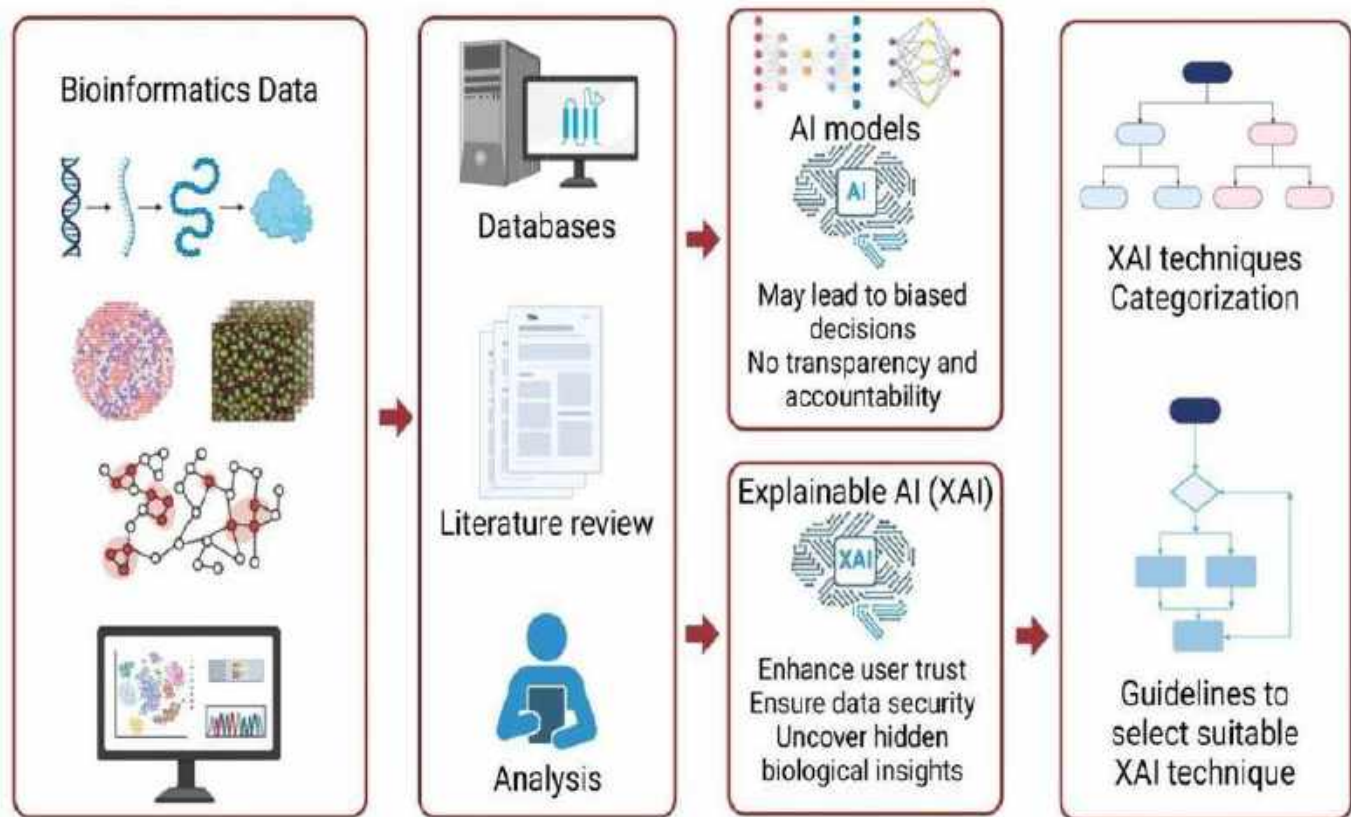 Bioinformatics Data
Databases
Literature review
Analysis
AI models
AI
May lead to biased
decisions
No transparency and
accountability
Explainable AI (XAI)
XAI
Enhance user trust
Ensure data security
Uncover hidden
biological insights
XAI techniques
Categorization
Guidelines to
select suitable
XAI technique